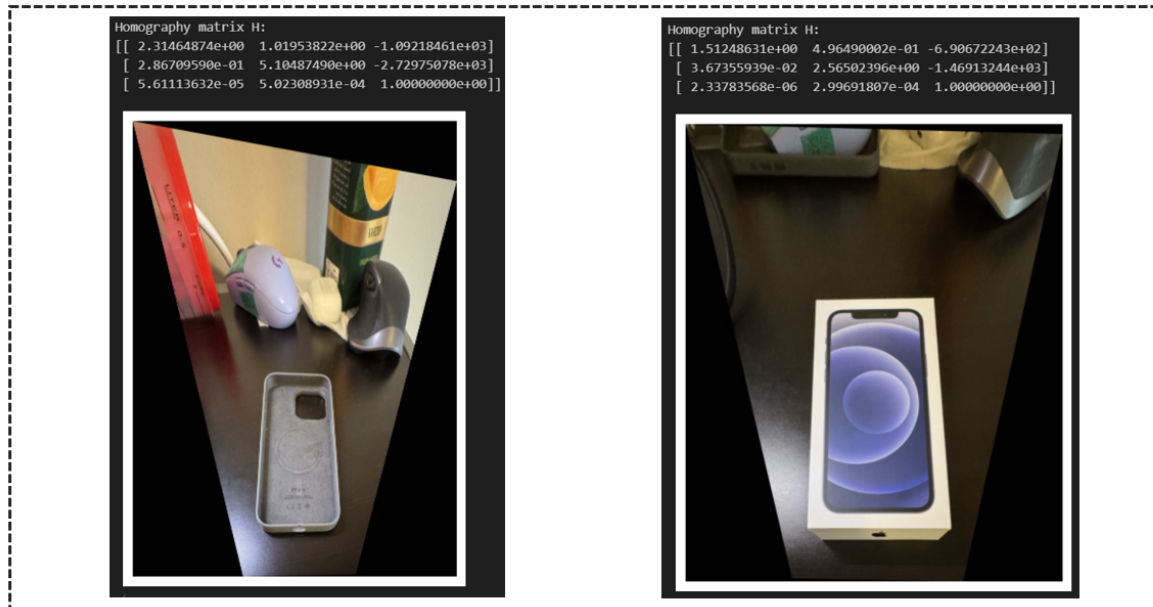 Homography matrix H:
[[ 2.31464874e+00 1.01953822e+00 -1.09218461e+03]
[ 2.86709590e-01 5.10487490e+00 -2.72975078e+03]
[ 5.61113632e-05 5.02308931e-04 1.00000000e+00]]
Homography matrix H:
[[ 1.51248631e+00 4.96490002e-01 -6.90672243e+02]
[ 3.67355939e-02 2.56502396e+00 -1.46913244e+03]
[ 2.33783568e-06 2.99691807e-04 1.00000000e+00]]